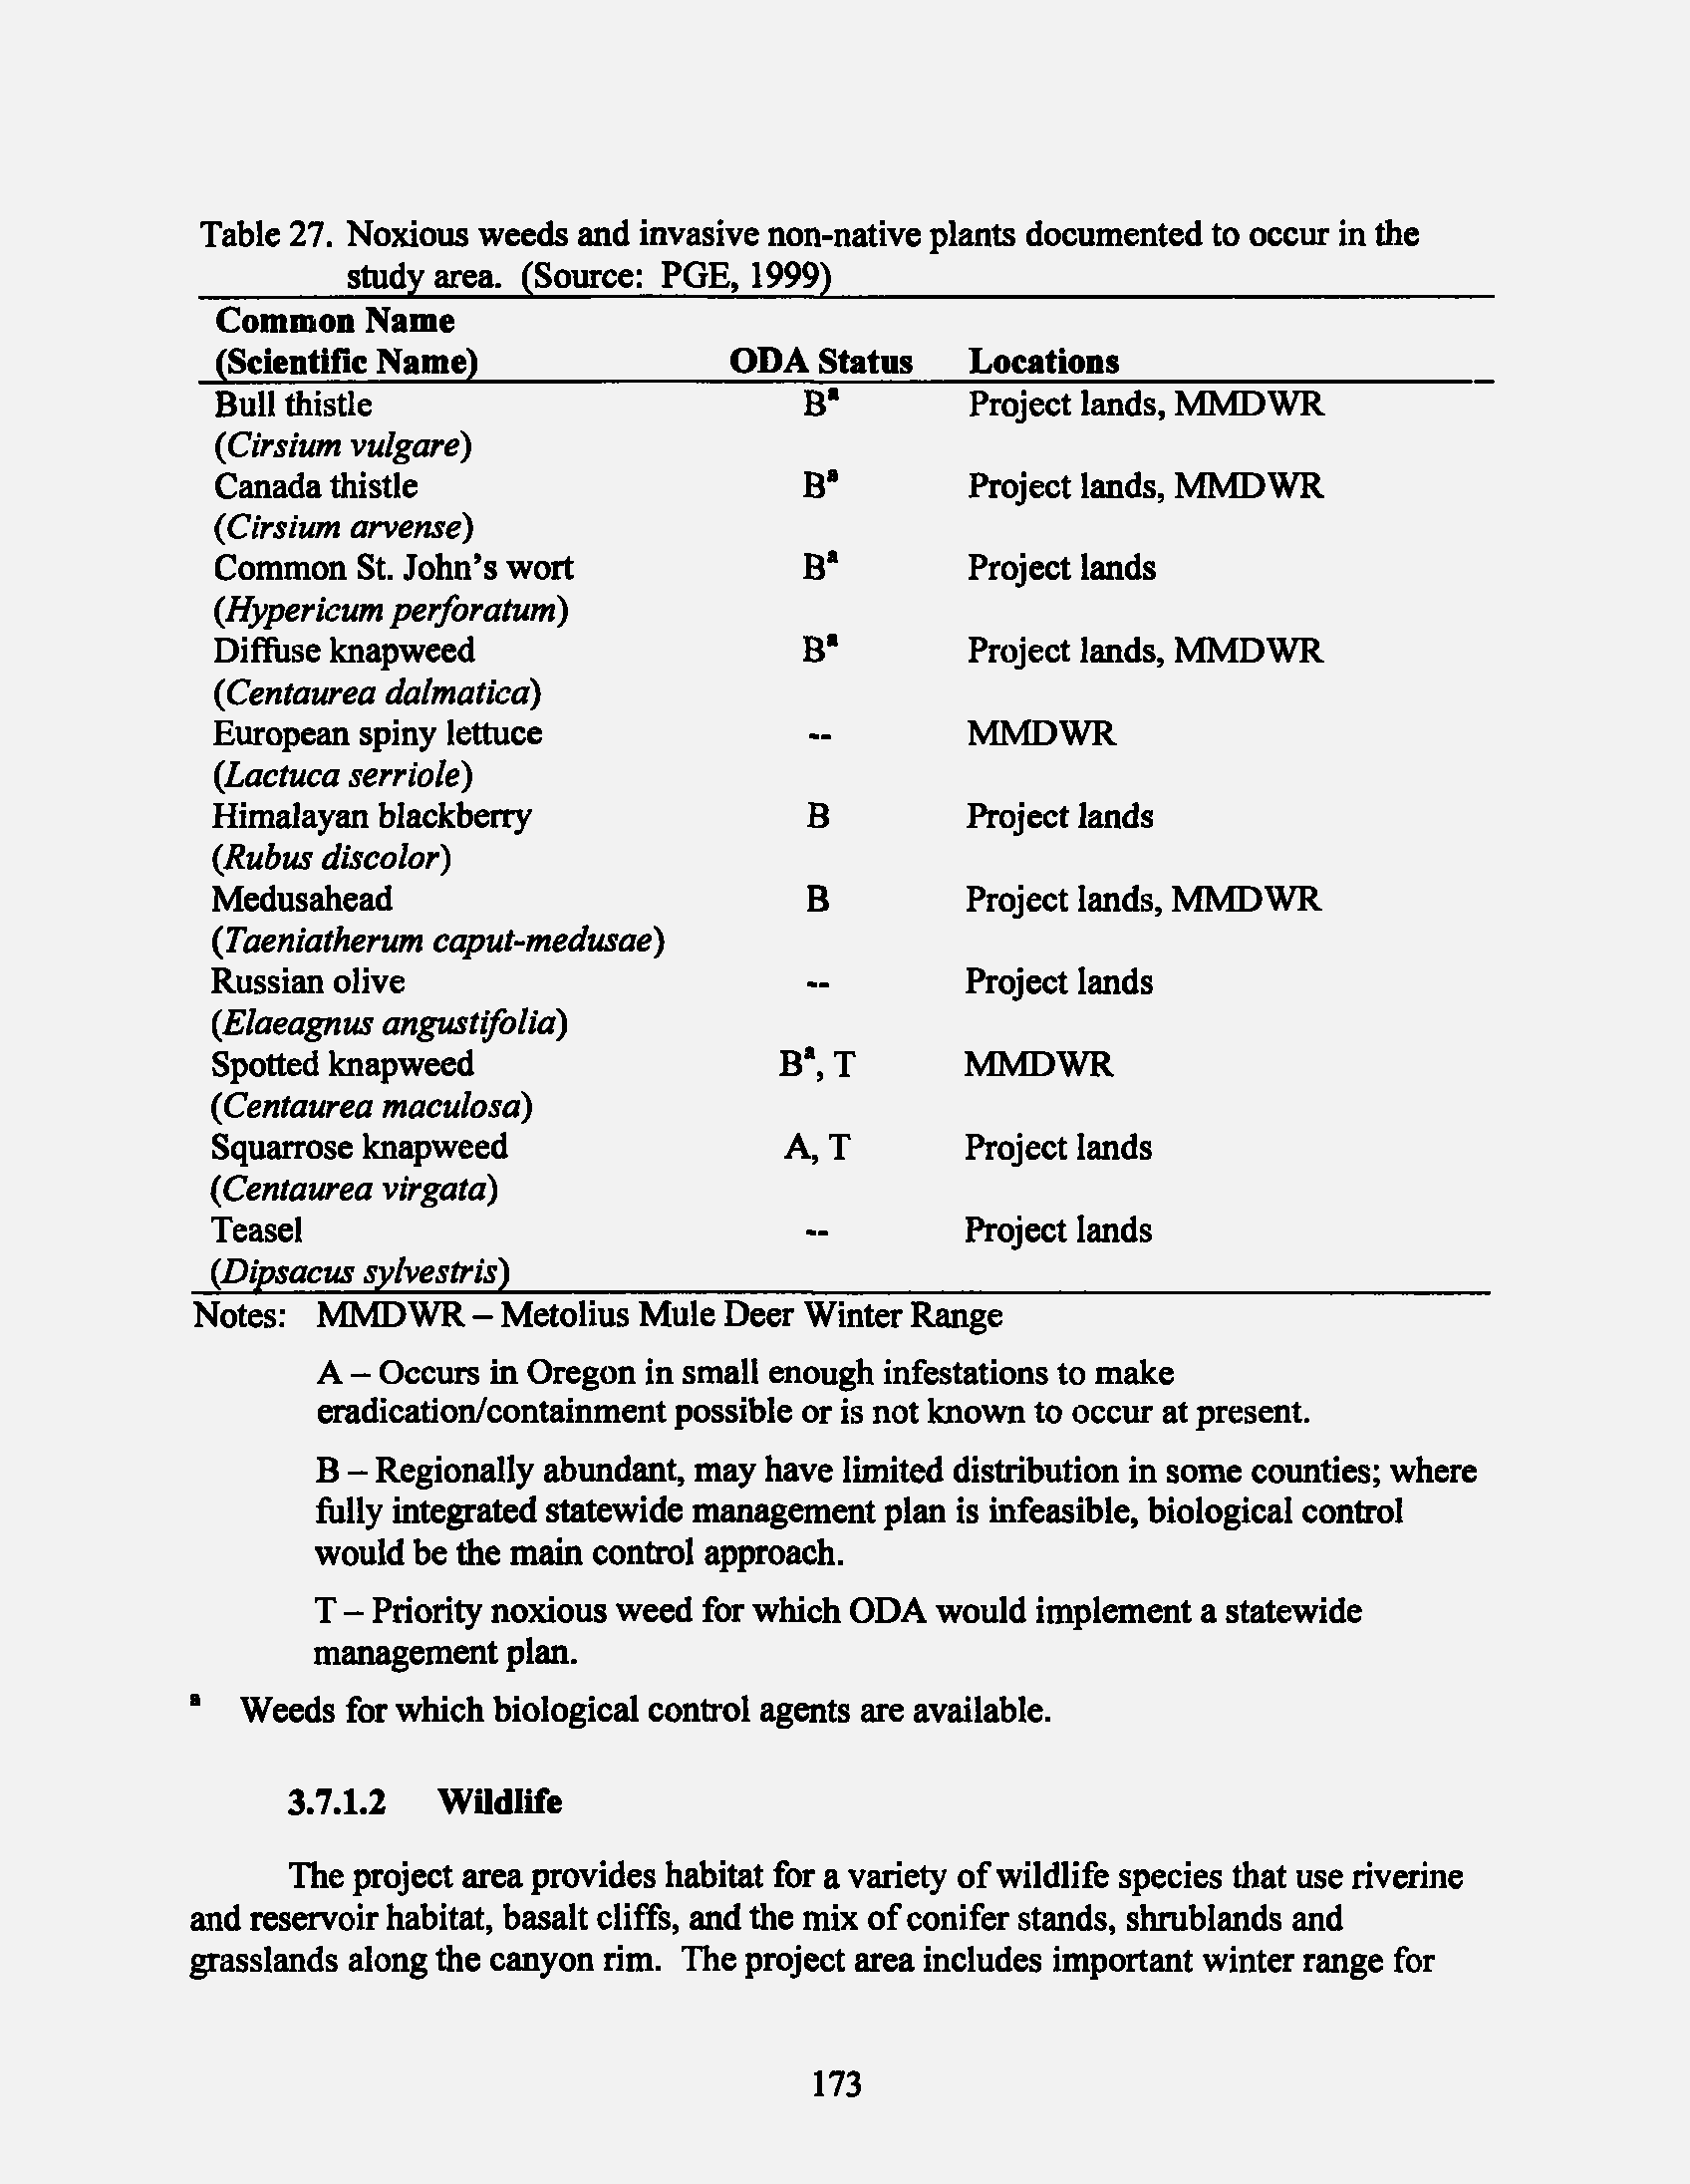 Table 27. Noxious weeds and invasive non-native plants documented to occur in the
study area. (Source: PGE, 1999)
Common Name
(Scientific Name) ODA Status Locations
Bull thistle Bª Project lands, MMDWR
(Cirsium vulgare)
Canada thistle Bª Project lands, MMDWR
(Cirsium arvense)
Common St. John's wort Bª Project lands
(Hypericum perforatum)
Diffuse knapweed Bª Project lands, MMDWR
(Centaurea dalmatica)
European spiny lettuce -- MMDWR
(Lactuca serriole)
Himalayan blackberry B Project lands
(Rubus discolor)
Medusahead B Project lands, MMDWR
(Taeniatherum caput-medusae)
Russian olive -- Project lands
(Elaeagnus angustifolia)
Spotted knapweed Bª, T MMDWR
(Centaurea maculosa)
Squarrose knapweed A, T Project lands
(Centaurea virgata)
Teasel -- Project lands
(Dipsacus sylvestris)
Notes: MMDWR – Metolius Mule Deer Winter Range
A – Occurs in Oregon in small enough infestations to make
eradication/containment possible or is not known to occur at present.
B – Regionally abundant, may have limited distribution in some counties; where
fully integrated statewide management plan is infeasible, biological control
would be the main control approach.
T – Priority noxious weed for which ODA would implement a statewide
management plan.
ª Weeds for which biological control agents are available.
3.7.1.2 Wildlife
The project area provides habitat for a variety of wildlife species that use riverine
and reservoir habitat, basalt cliffs, and the mix of conifer stands, shrublands and
grasslands along the canyon rim. The project area includes important winter range for
173